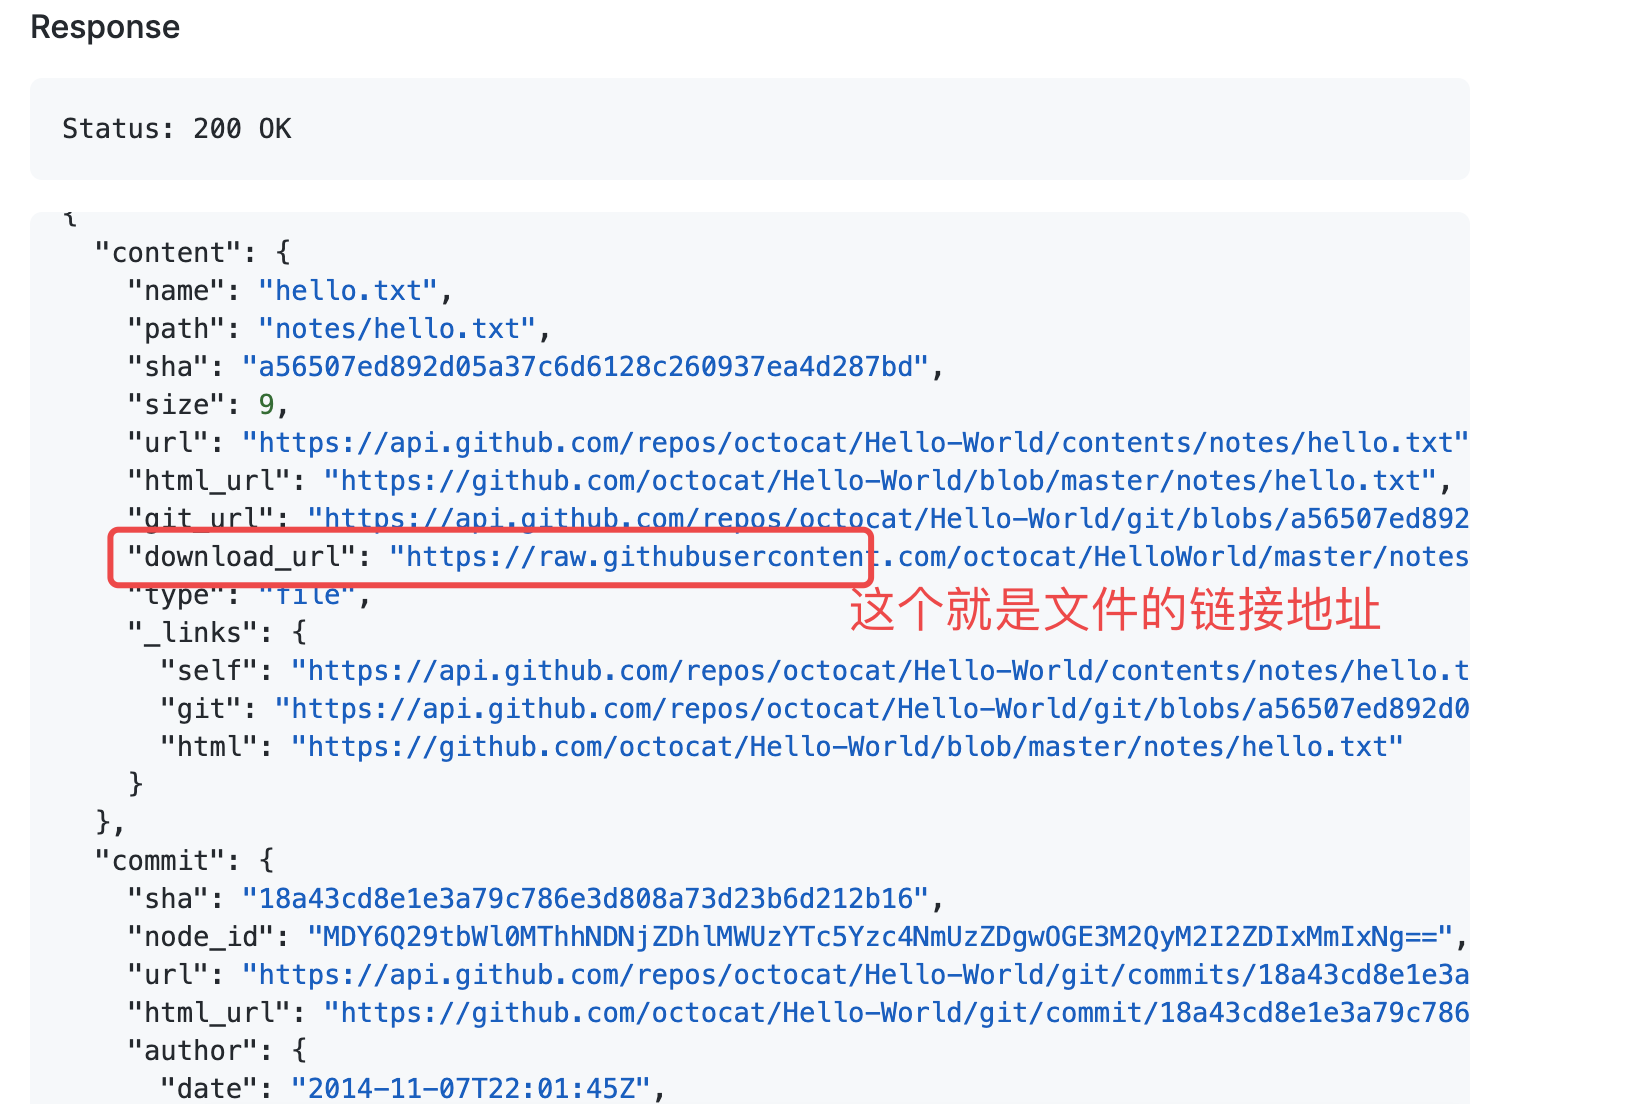 Response
Status: 200 OK
{
"content": {
"name": "hello.txt",
"path": "notes/hello.txt",
"sha": "a56507ed892d05a37c6d6128c260937ea4d287bd",
"size": 9,
"url": "https://api.github.com/repos/octocat/Hello-World/contents/notes/hello.txt"
"html_url": "https://github.com/octocat/Hello-World/blob/master/notes/hello.txt",
"git_url": "https://api.github.com/repos/octocat/Hello-World/git/blobs/a56507ed892
"download_url": "https://raw.githubusercontent.com/octocat/HelloWorld/master/notes
"type": "file",
这个就是文件的链接地址
"_links": {
"self": "https://api.github.com/repos/octocat/Hello-World/contents/notes/hello.t
"git": "https://api.github.com/repos/octocat/Hello-World/git/blobs/a56507ed892d0
"html": "https://github.com/octocat/Hello-World/blob/master/notes/hello.txt"
}
},
"commit": {
"sha": "18a43cd8e1e3a79c786e3d808a73d23b6d212b16",
"node_id": "MDY6Q29tbWl0MThhNDNjZDhlMWUzYTc5Yzc4NmUzZDgwOGE3M2QyM2I2ZDIxMmIxNg==",
"url": "https://api.github.com/repos/octocat/Hello-World/git/commits/18a43cd8e1e3a
"html_url": "https://github.com/octocat/Hello-World/git/commit/18a43cd8e1e3a79c786
"author": {
"date": "2014-11-07T22:01:45Z",